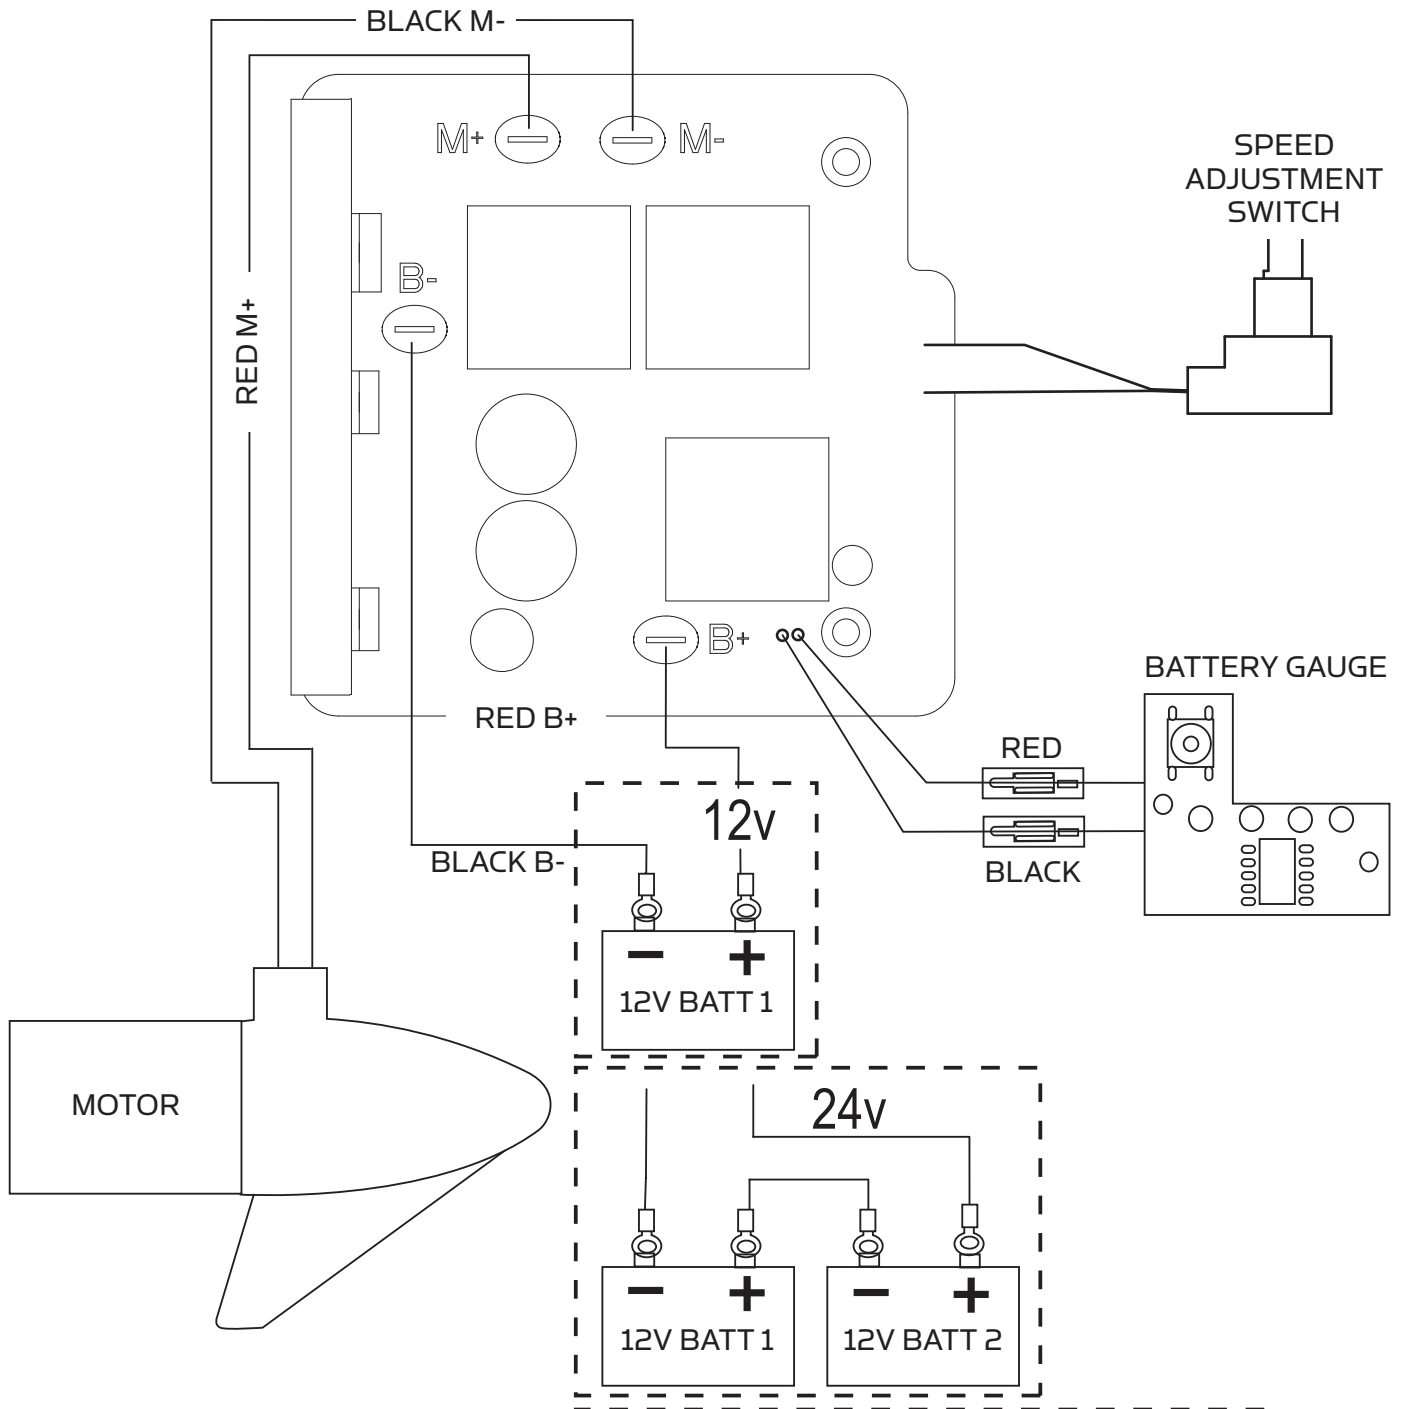 BLACK M-
M+
M-
SPEED
ADJUSTMENT
SWITCH
B-
RED M+
B+
BATTERY GAUGE
RED B+
RED
12v
BLACK B-
BLACK
- +
12V BATT 1
MOTOR
24v
- + - +
12V BATT 1
12V BATT 2